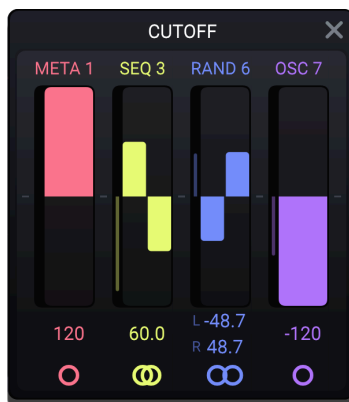 CUTOFF
META 1 SEQ 3 RAND 6 OSC 7
120 60.0 L -48.7 -120
R 48.7